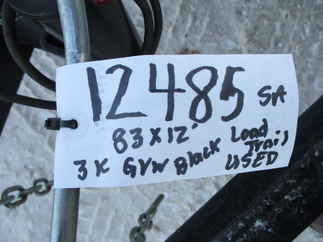 12485 SA
83 x 12' Load Trail
3K GVW Black USED